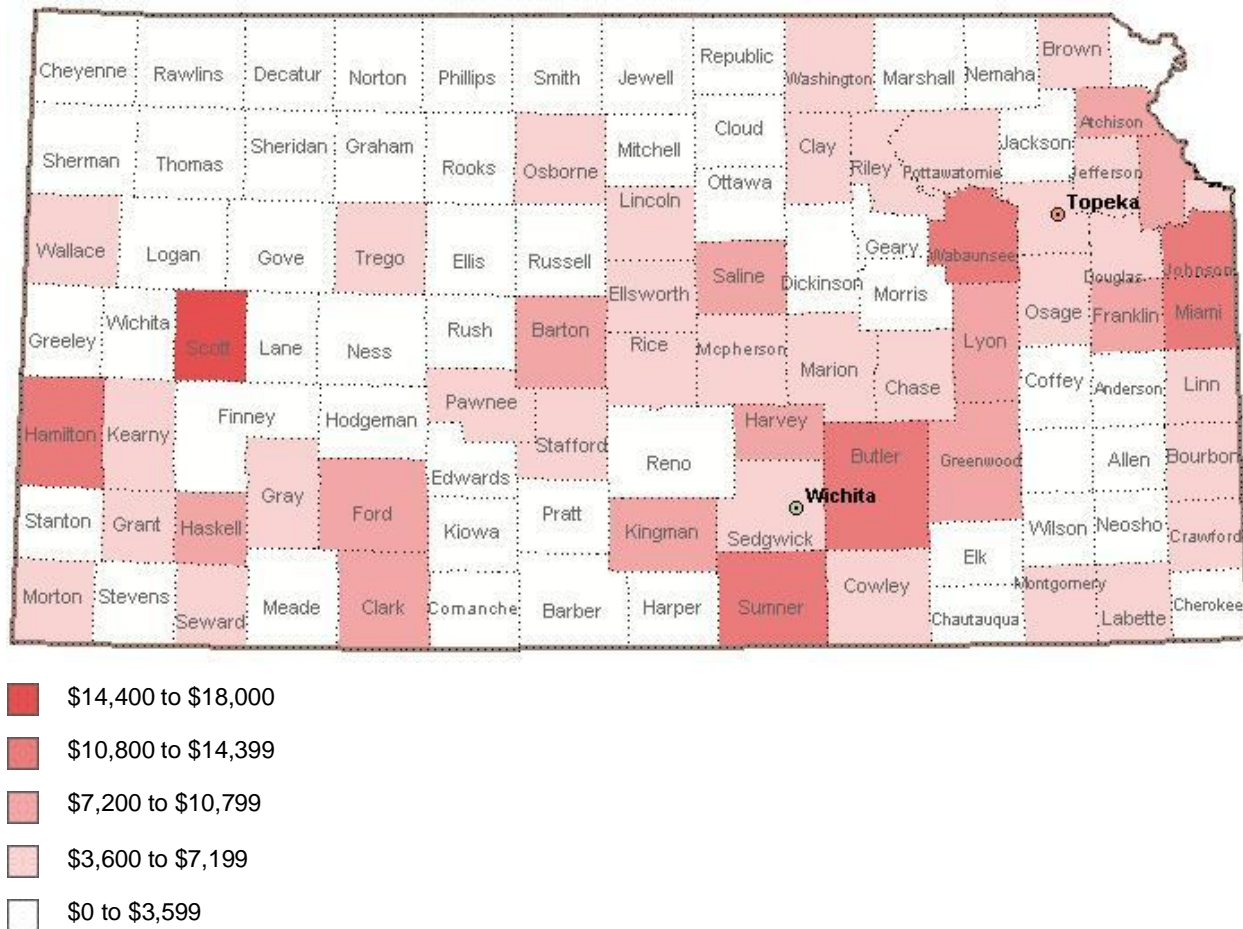 Cheyenne Rawlins Decatur Norton Phillips Smith Jewell Republic Washington Marshall Nemaha Brown
Sherman Thomas Sheridan Graham Rooks Osborne Mitchell Cloud Clay Riley Pottawatomie Jackson Atchison
Jefferson
Ottawa
Lincoln
Topeka
Wallace Logan Gove Trego Ellis Russell Saline Dickinson Geary Wabaunsee Douglas Johnson
Ellsworth Morris
Greeley Wichita Scott Lane Ness Rush Barton Rice Mcpherson Marion Chase Lyon Osage Franklin Miami
Coffey Anderson Linn
Hamilton Kearny Finney Hodgeman Pawnee Stafford Reno Harvey Butler Greenwood Allen Bourbon
Edwards
Wichita
Stanton Grant Haskell Gray Ford Kiowa Pratt Kingman Sedgwick Elk Wilson Neosho Crawford
Morton Stevens Seward Meade Clark Comanche Barber Harper Sumner Cowley Chautauqua Montgomery Labette Cherokee
$14,400 to $18,000
$10,800 to $14,399
$7,200 to $10,799
$3,600 to $7,199
$0 to $3,599